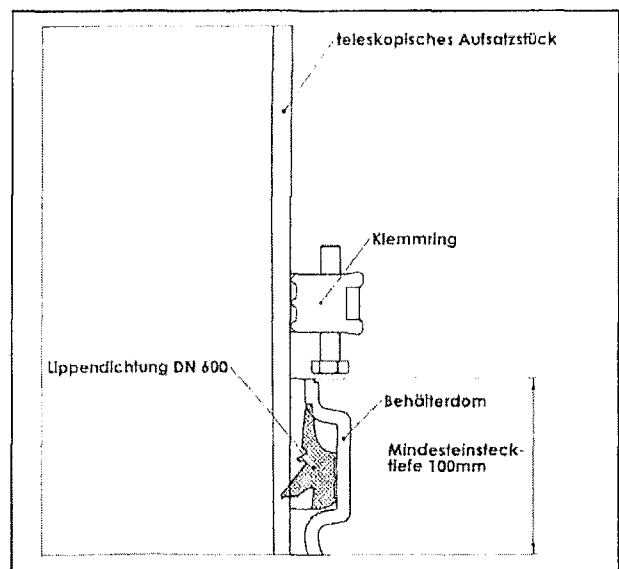 teleskopisches Aufsatzstück
Klemmring
Lippendichtung DN 600
Behälterdom
Mindesteinsteck-
tiefe 100mm